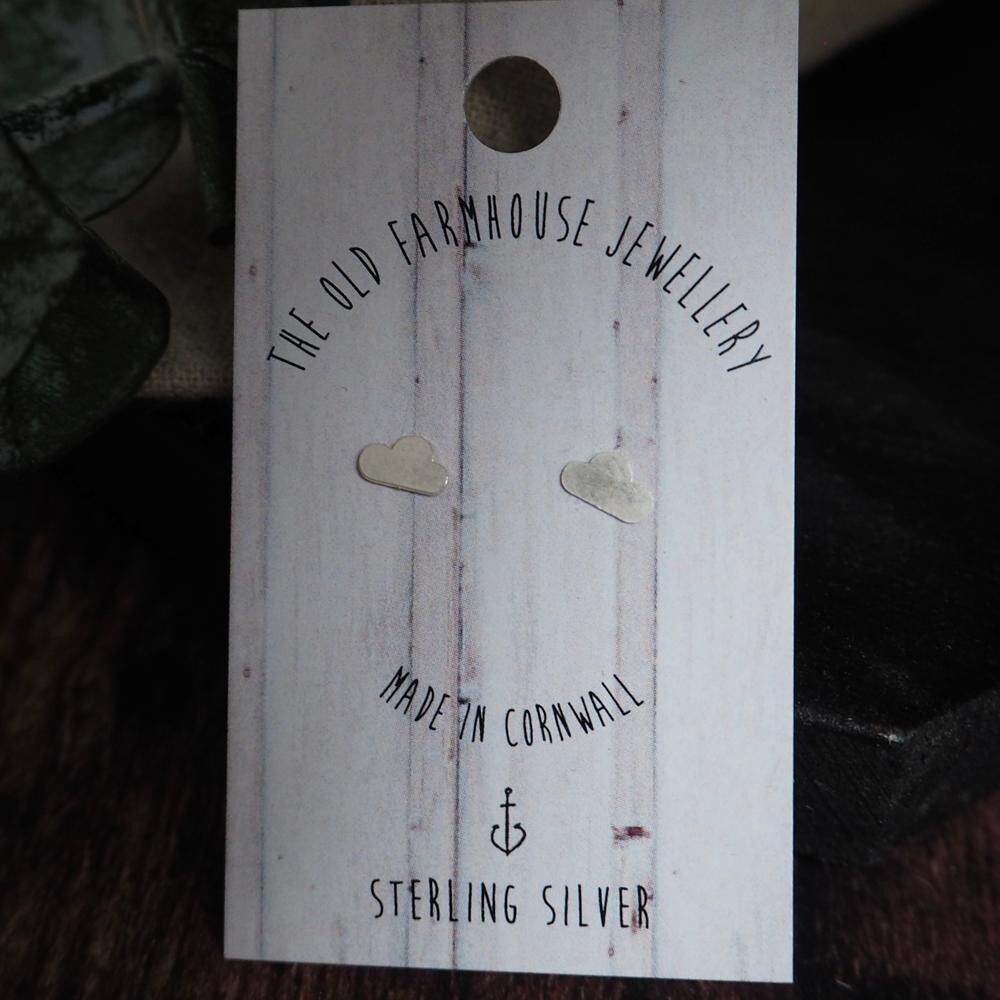 THE OLD FARMHOUSE JEWELLERY
MADE IN CORNWALL
STERLING SILVER